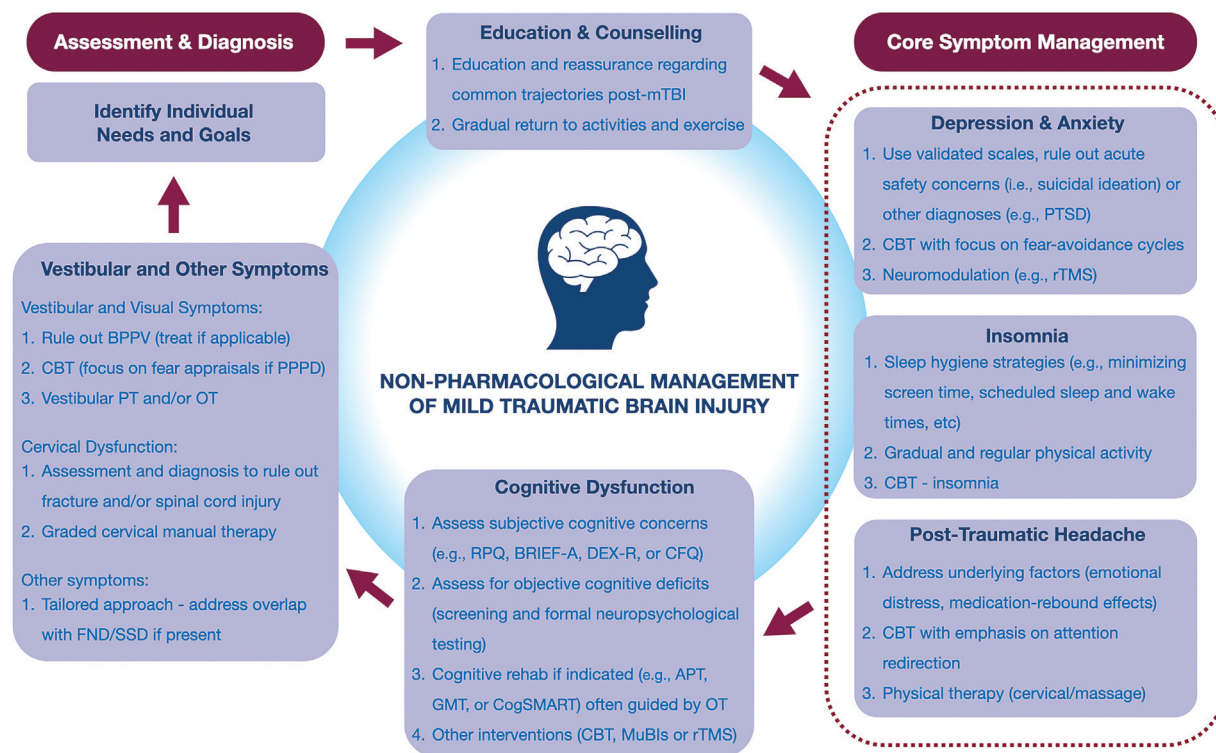 Assessment & Diagnosis
Identify Individual
Needs and Goals
Education & Counselling
1. Education and reassurance regarding
common trajectories post-mTBI
2. Gradual return to activities and exercise
Core Symptom Management
Depression & Anxiety
1. Use validated scales, rule out acute
safety concerns (i.e., suicidal ideation) or
other diagnoses (e.g., PTSD)
2. CBT with focus on fear-avoidance cycles
3. Neuromodulation (e.g., rTMS)
Insomnia
1. Sleep hygiene strategies (e.g., minimizing
screen time, scheduled sleep and wake
times, etc)
2. Gradual and regular physical activity
3. CBT - insomnia
Post-Traumatic Headache
1. Address underlying factors (emotional
distress, medication-rebound effects)
2. CBT with emphasis on attention
redirection
3. Physical therapy (cervical/massage)
Cognitive Dysfunction
1. Assess subjective cognitive concerns
(e.g., RPQ, BRIEF-A, DEX-R, or CFQ)
2. Assess for objective cognitive deficits
(screening and formal neuropsychological
testing)
3. Cognitive rehab if indicated (e.g., APT,
GMT, or CogSMART) often guided by OT
4. Other interventions (CBT, MuBIs or rTMS)
Vestibular and Other Symptoms
Vestibular and Visual Symptoms:
1. Rule out BPPV (treat if applicable)
2. CBT (focus on fear appraisals if PPPD)
3. Vestibular PT and/or OT
Cervical Dysfunction:
1. Assessment and diagnosis to rule out
fracture and/or spinal cord injury
2. Graded cervical manual therapy
Other symptoms:
1. Tailored approach - address overlap
with FND/SSD if present
NON-PHARMACOLOGICAL MANAGEMENT
OF MILD TRAUMATIC BRAIN INJURY